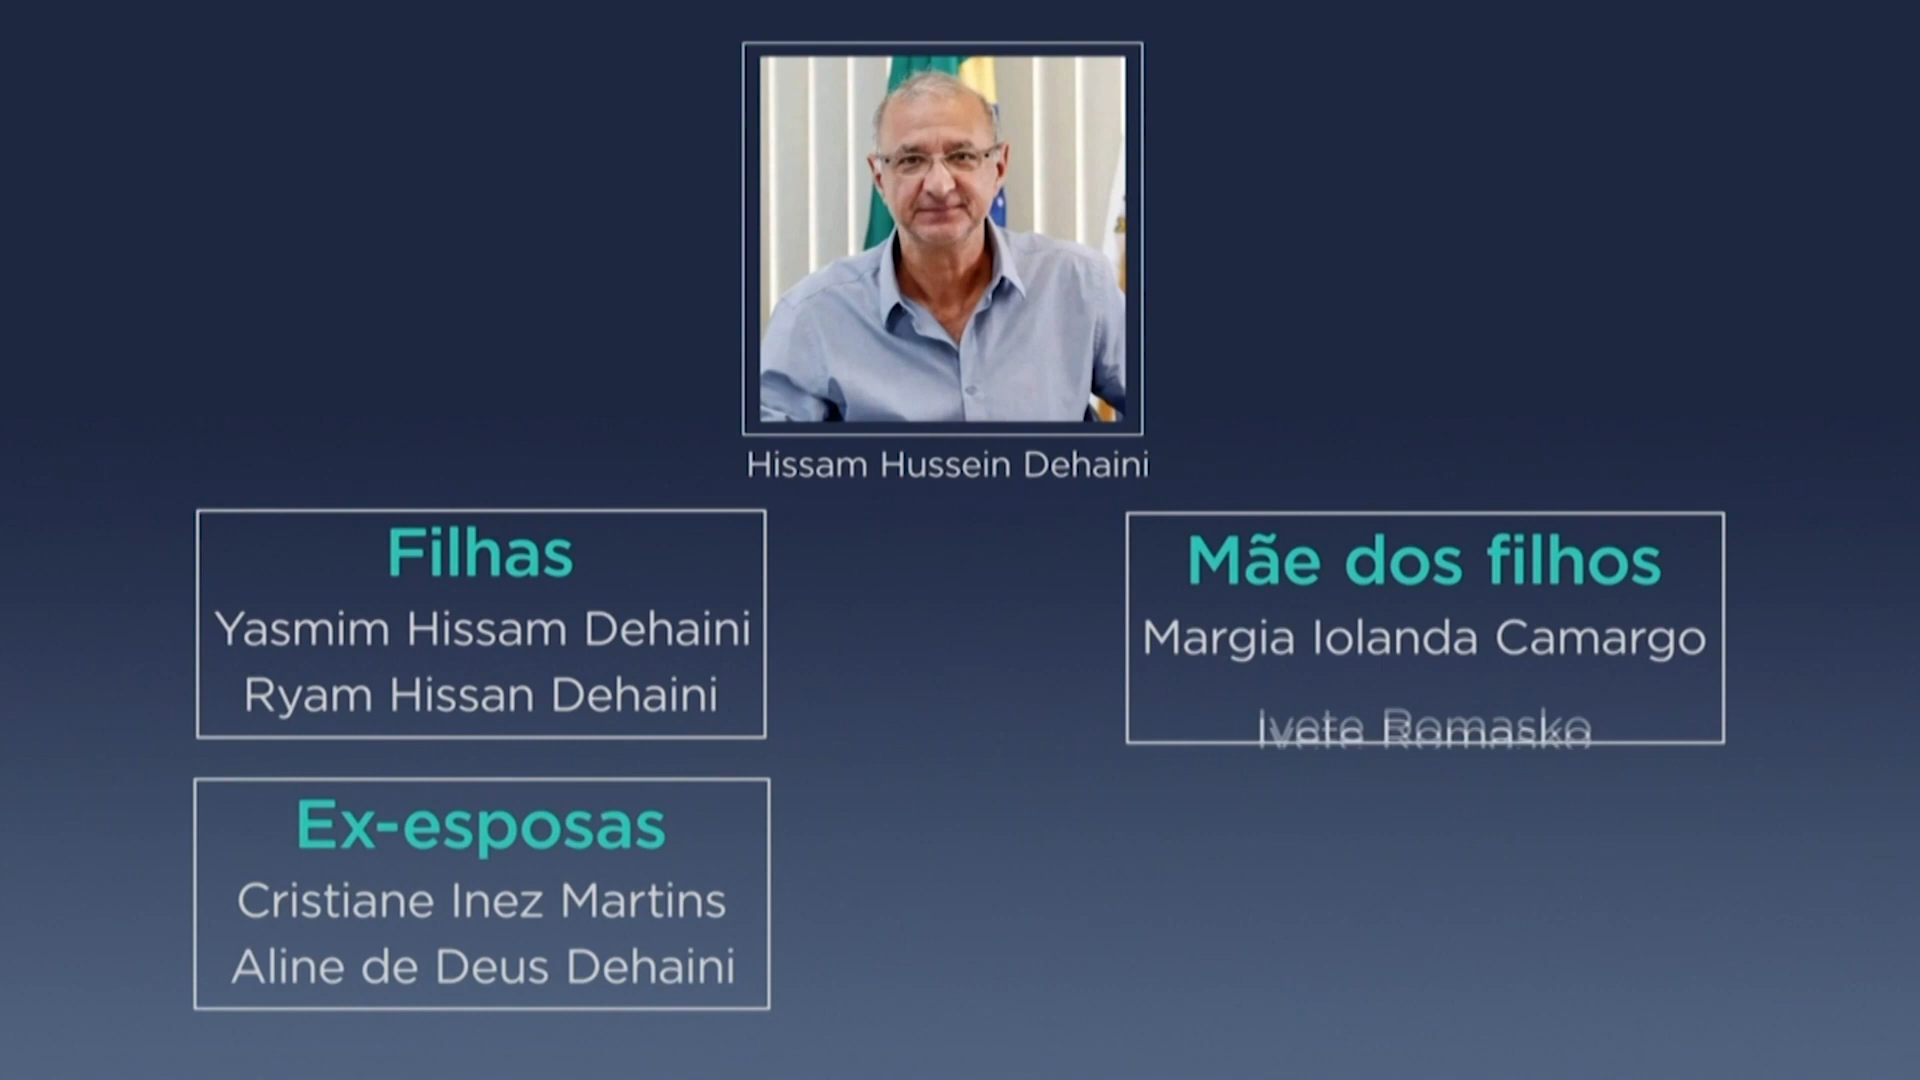 Hissam Hussein Dehaini
Filhas
Yasmim Hissam Dehaini
Ryam Hissan Dehaini
Mãe dos filhos
Margia Iolanda Camargo
Ivete Romasko
Ex-esposas
Cristiane Inez Martins
Aline de Deus Dehaini